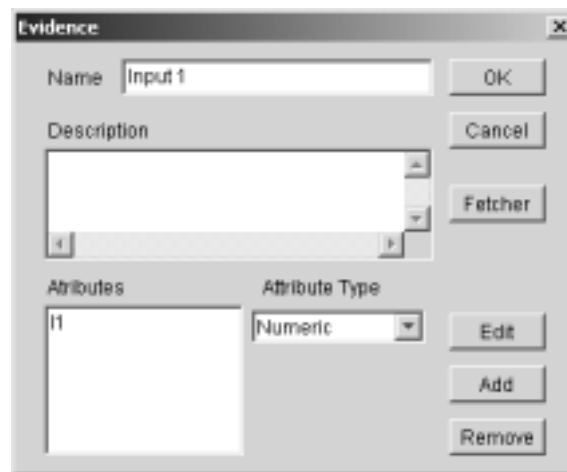 Evidence
Name Input 1 OK
Description Cancel
Fetcher
Atributes Attribute Type
I1 Numeric Edit
Add
Remove